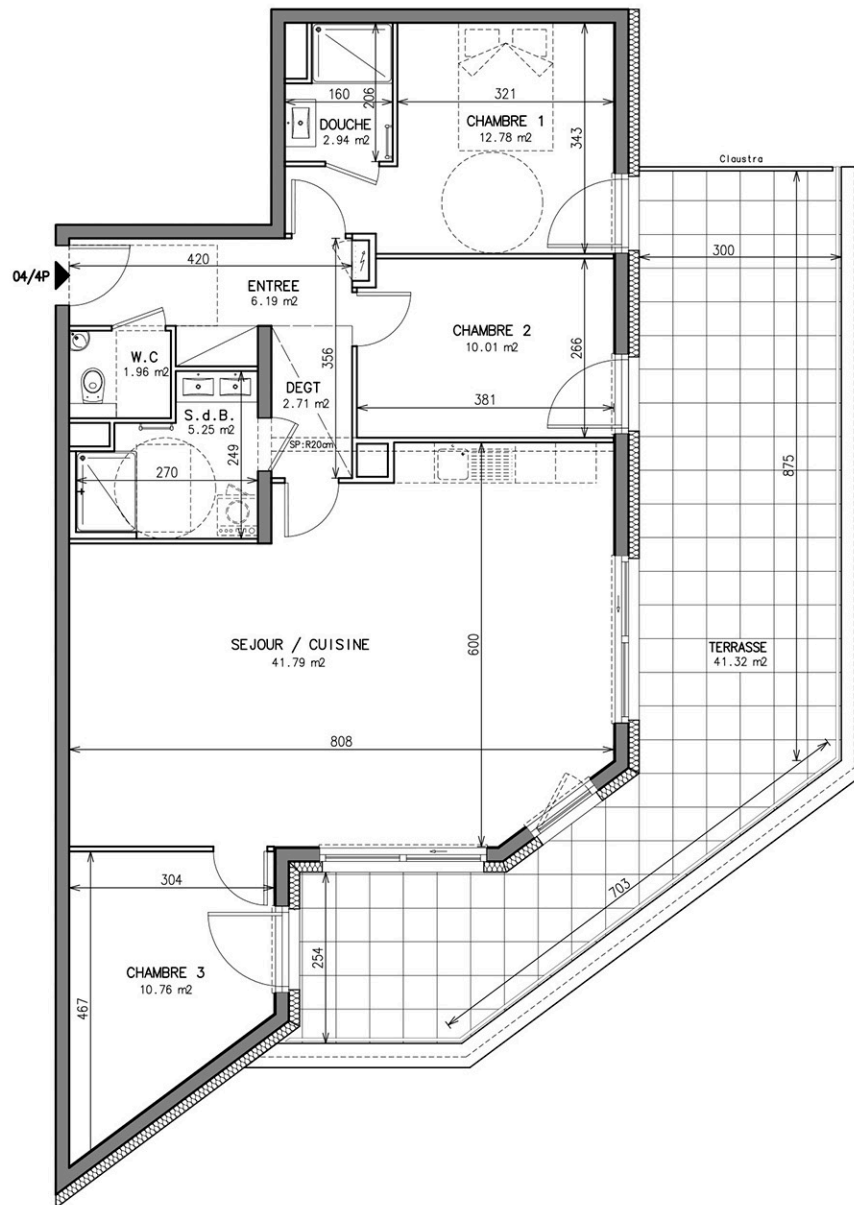 Claustra
160
206
321
DOUCHE
2.94 m2
CHAMBRE 1
12.78 m2
343
300
04/4P
420
ENTREE
6.19 m2
W.C
1.96 m2
356
CHAMBRE 2
10.01 m2
266
DEGT
2.71 m2
381
S.d.B.
5.25 m2
249
SP:R20cm
270
875
SEJOUR / CUISINE
41.79 m2
600
TERRASSE
41.32 m2
808
304
703
254
CHAMBRE 3
10.76 m2
467